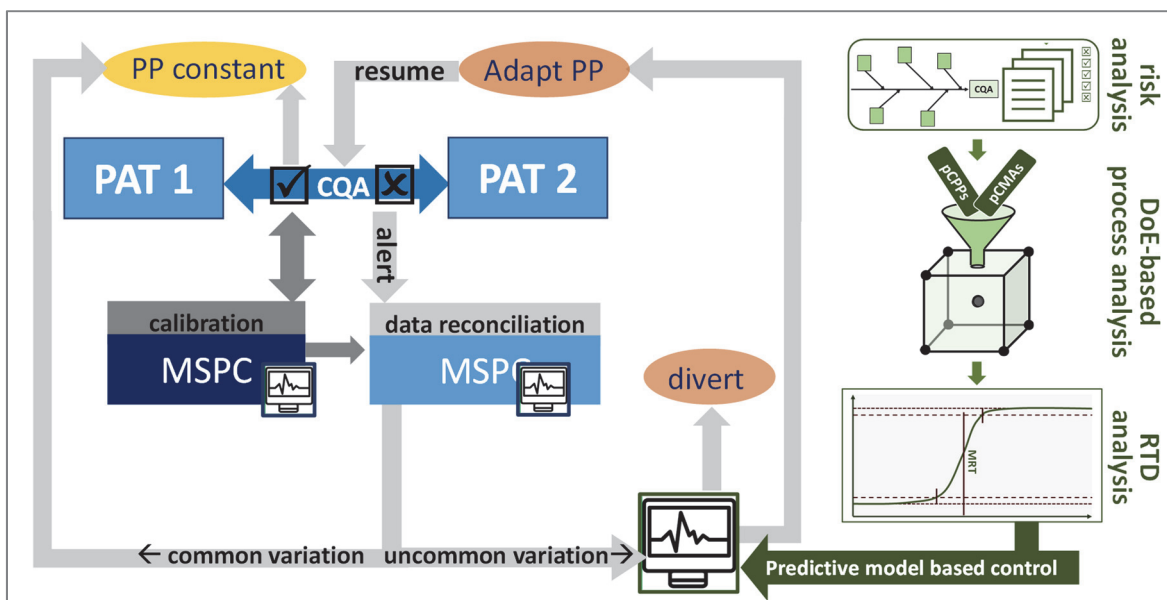 PP constant
resume
Adapt PP
PAT 1
CQA
PAT 2
alert
calibration
MSPC
data reconciliation
MSPC
divert
← common variation
uncommon variation→
risk
analysis
CQA
DoE-based
process analysis
pCPPs
pCMAs
RTD
analysis
MRT
Predictive model based control